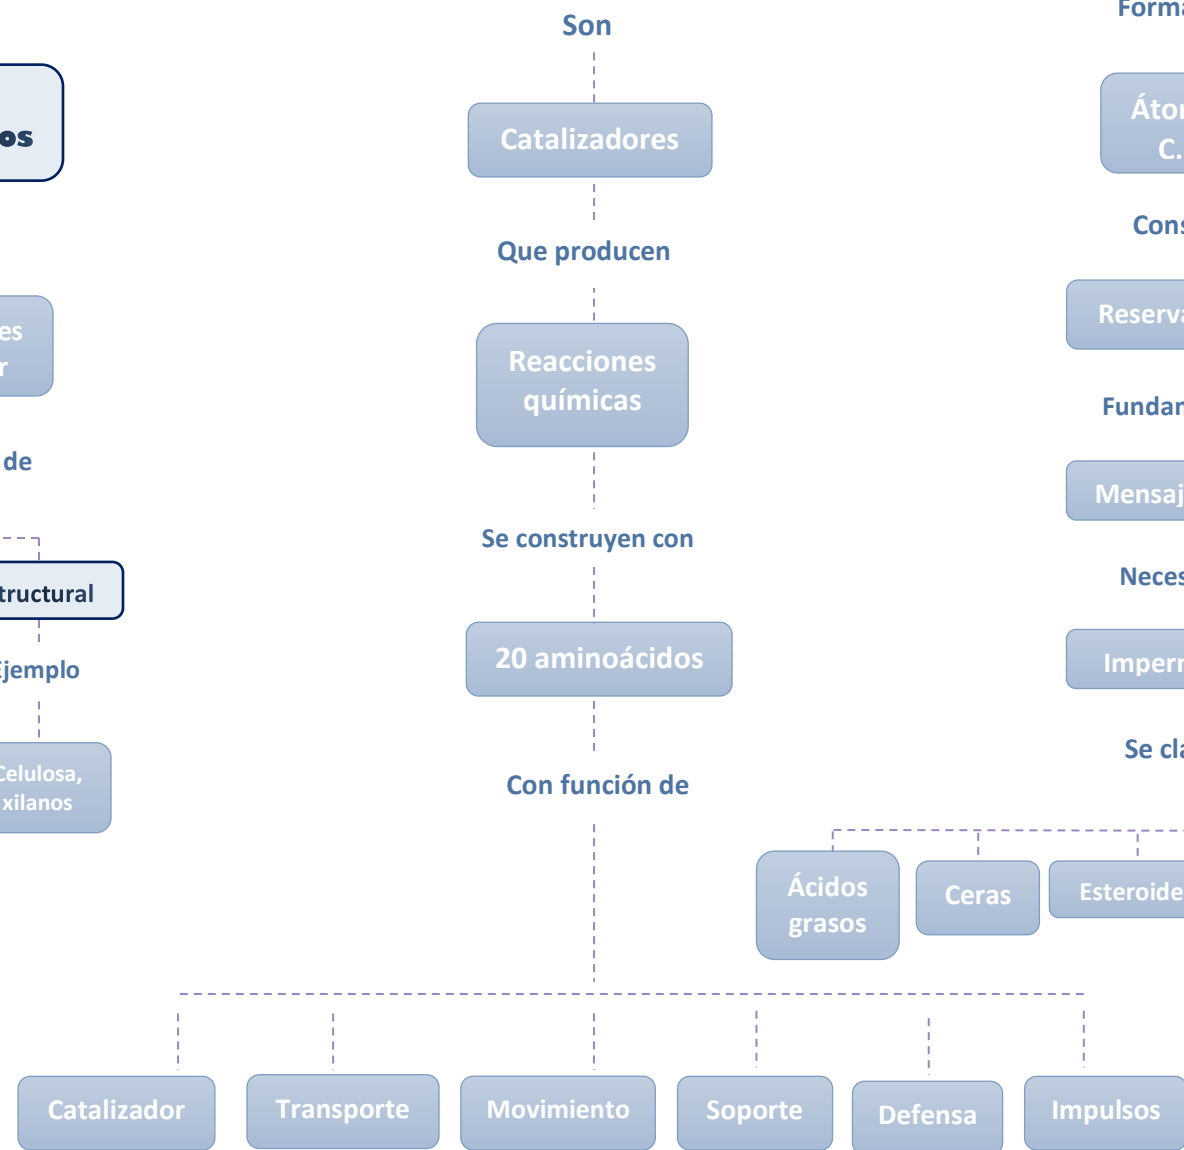 Son
Catalizadores
Que producen
Reacciones
químicas
Se construyen con
20 aminoácidos
Con función de
Catalizador
Transporte
Movimiento
Soporte
Defensa
Impulsos
os
es
r
de
tructural
Ejemplo
Celulosa,
xilanos
Forma
Átor
C.
Cons
Reserva
Fundar
Mensaj
Neces
Imperr
Se cla
Ácidos
grasos
Ceras
Esteroide